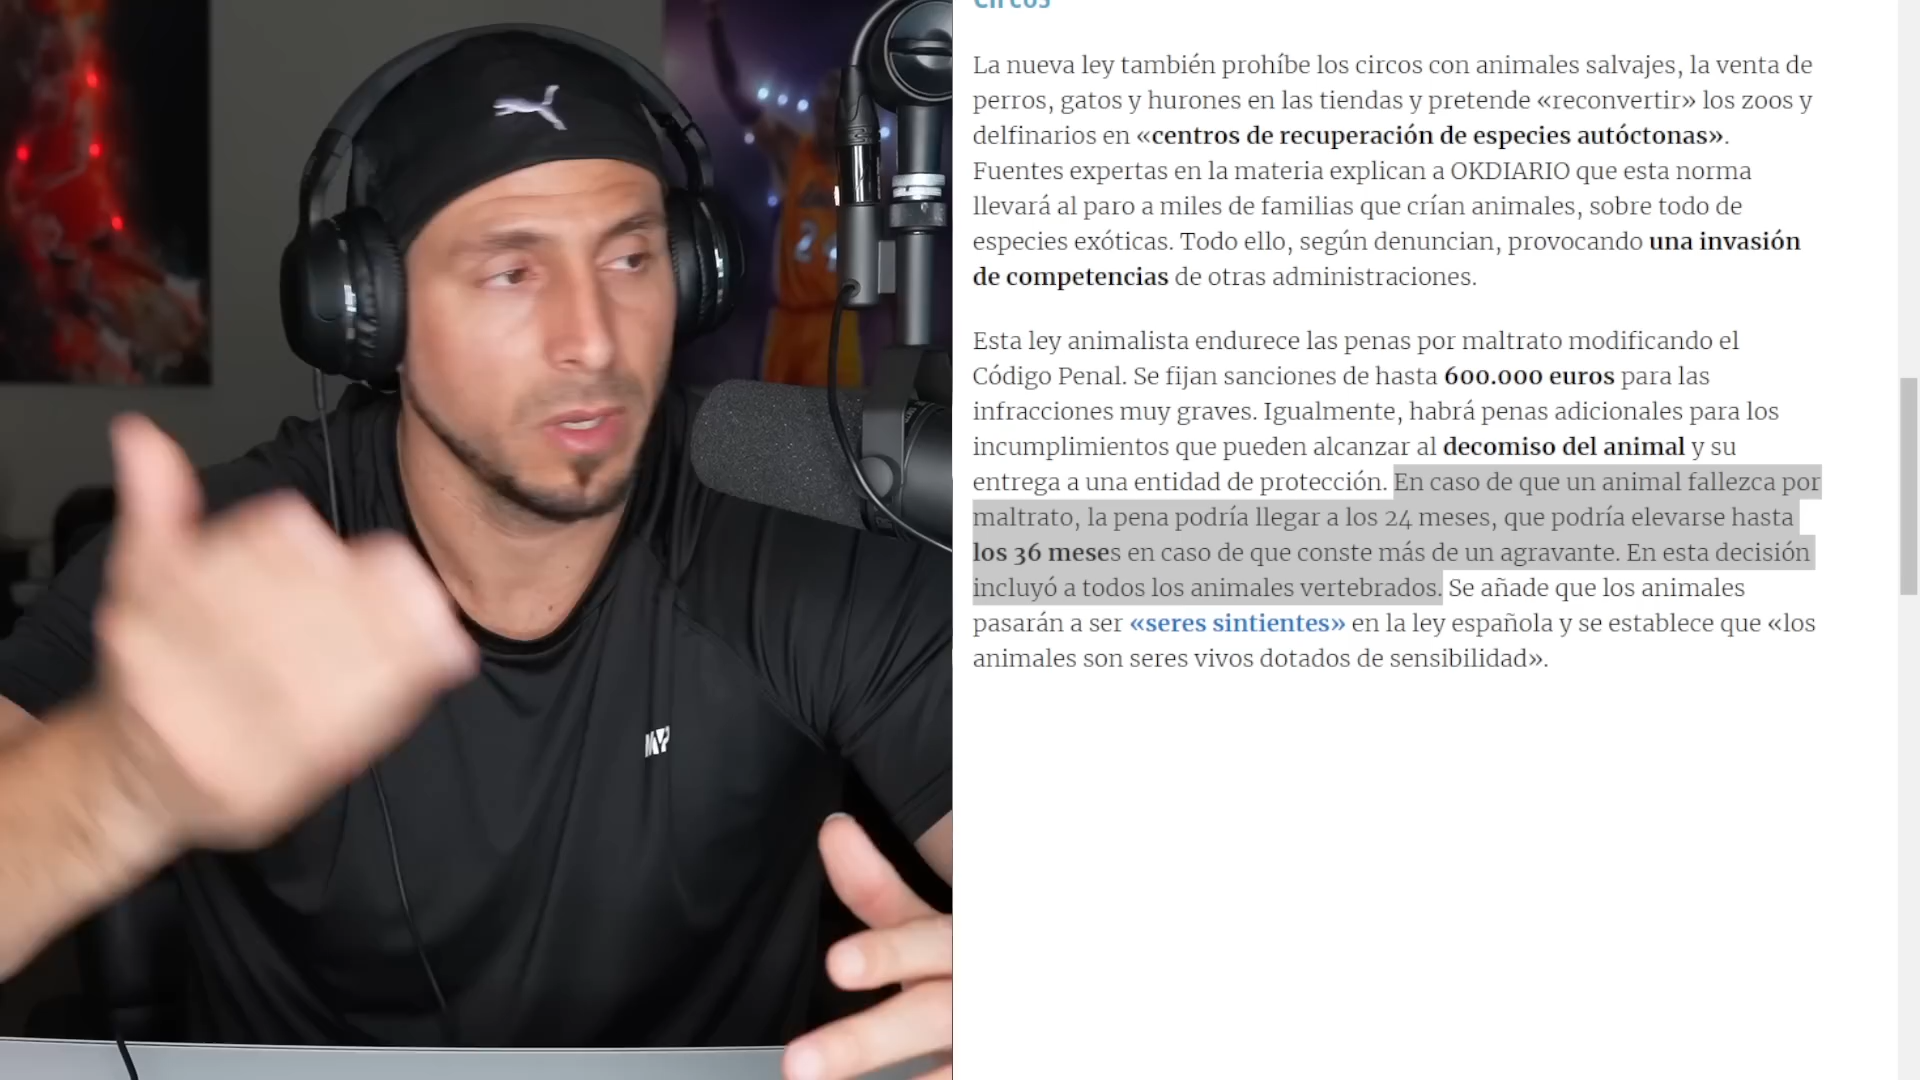 Circos
La nueva ley también prohíbe los circos con animales salvajes, la venta de
perros, gatos y hurones en las tiendas y pretende «reconvertir» los zoos y
delfinarios en «centros de recuperación de especies autóctonas».
Fuentes expertas en la materia explican a OKDIARIO que esta norma
llevará al paro a miles de familias que crían animales, sobre todo de
especies exóticas. Todo ello, según denuncian, provocando una invasión
de competencias de otras administraciones.
Esta ley animalista endurece las penas por maltrato modificando el
Código Penal. Se fijan sanciones de hasta 600.000 euros para las
infracciones muy graves. Igualmente, habrá penas adicionales para los
incumplimientos que pueden alcanzar al decomiso del animal y su
entrega a una entidad de protección. En caso de que un animal fallezca por
maltrato, la pena podría llegar a los 24 meses, que podría elevarse hasta
los 36 meses en caso de que conste más de un agravante. En esta decisión
incluyó a todos los animales vertebrados. Se añade que los animales
pasarán a ser «seres sintientes» en la ley española y se establece que «los
animales son seres vivos dotados de sensibilidad».
24
MP